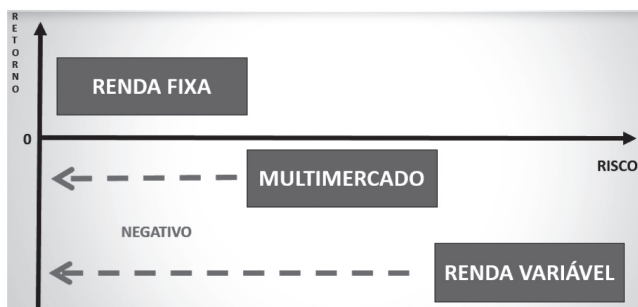 RETORNO
RENDA FIXA
0
RISCO
MULTIMERCADO
NEGATIVO
RENDA VARIÁVEL